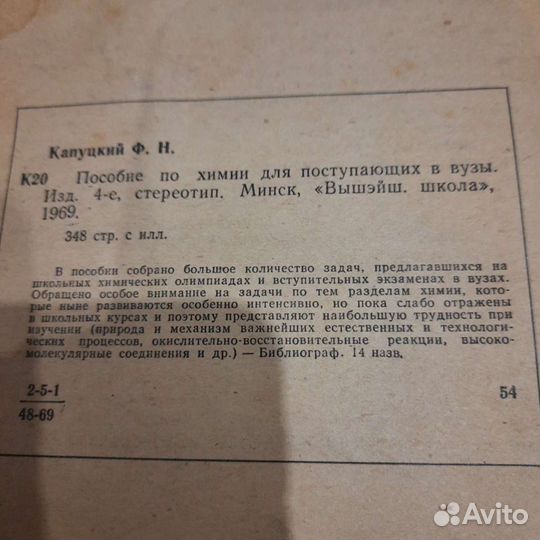 Капуцкий Ф. Н.
К20 Пособие по химии для поступающих в вузы.
Изд. 4-е, стереотип. Минск, «Вышэйш. школа»,
1969.
348 стр. с илл.
В пособии собрано большое количество задач, предлагавшихся на
школьных химических олимпиадах и вступительных экзаменах в вузах.
Обращено особое внимание на задачи по тем разделам химии, кото-
рые ныне развиваются особенно интенсивно, но пока слабо отражены
в школьных курсах и поэтому представляют наибольшую трудность при
изучении (природа и механизм важнейших естественных и технологи-
ческих процессов, окислительно-восстановительные реакции, высоко-
молекулярные соединения и др.) — Библиограф. 14 назв.
2-5-1
48-69
54
Avito